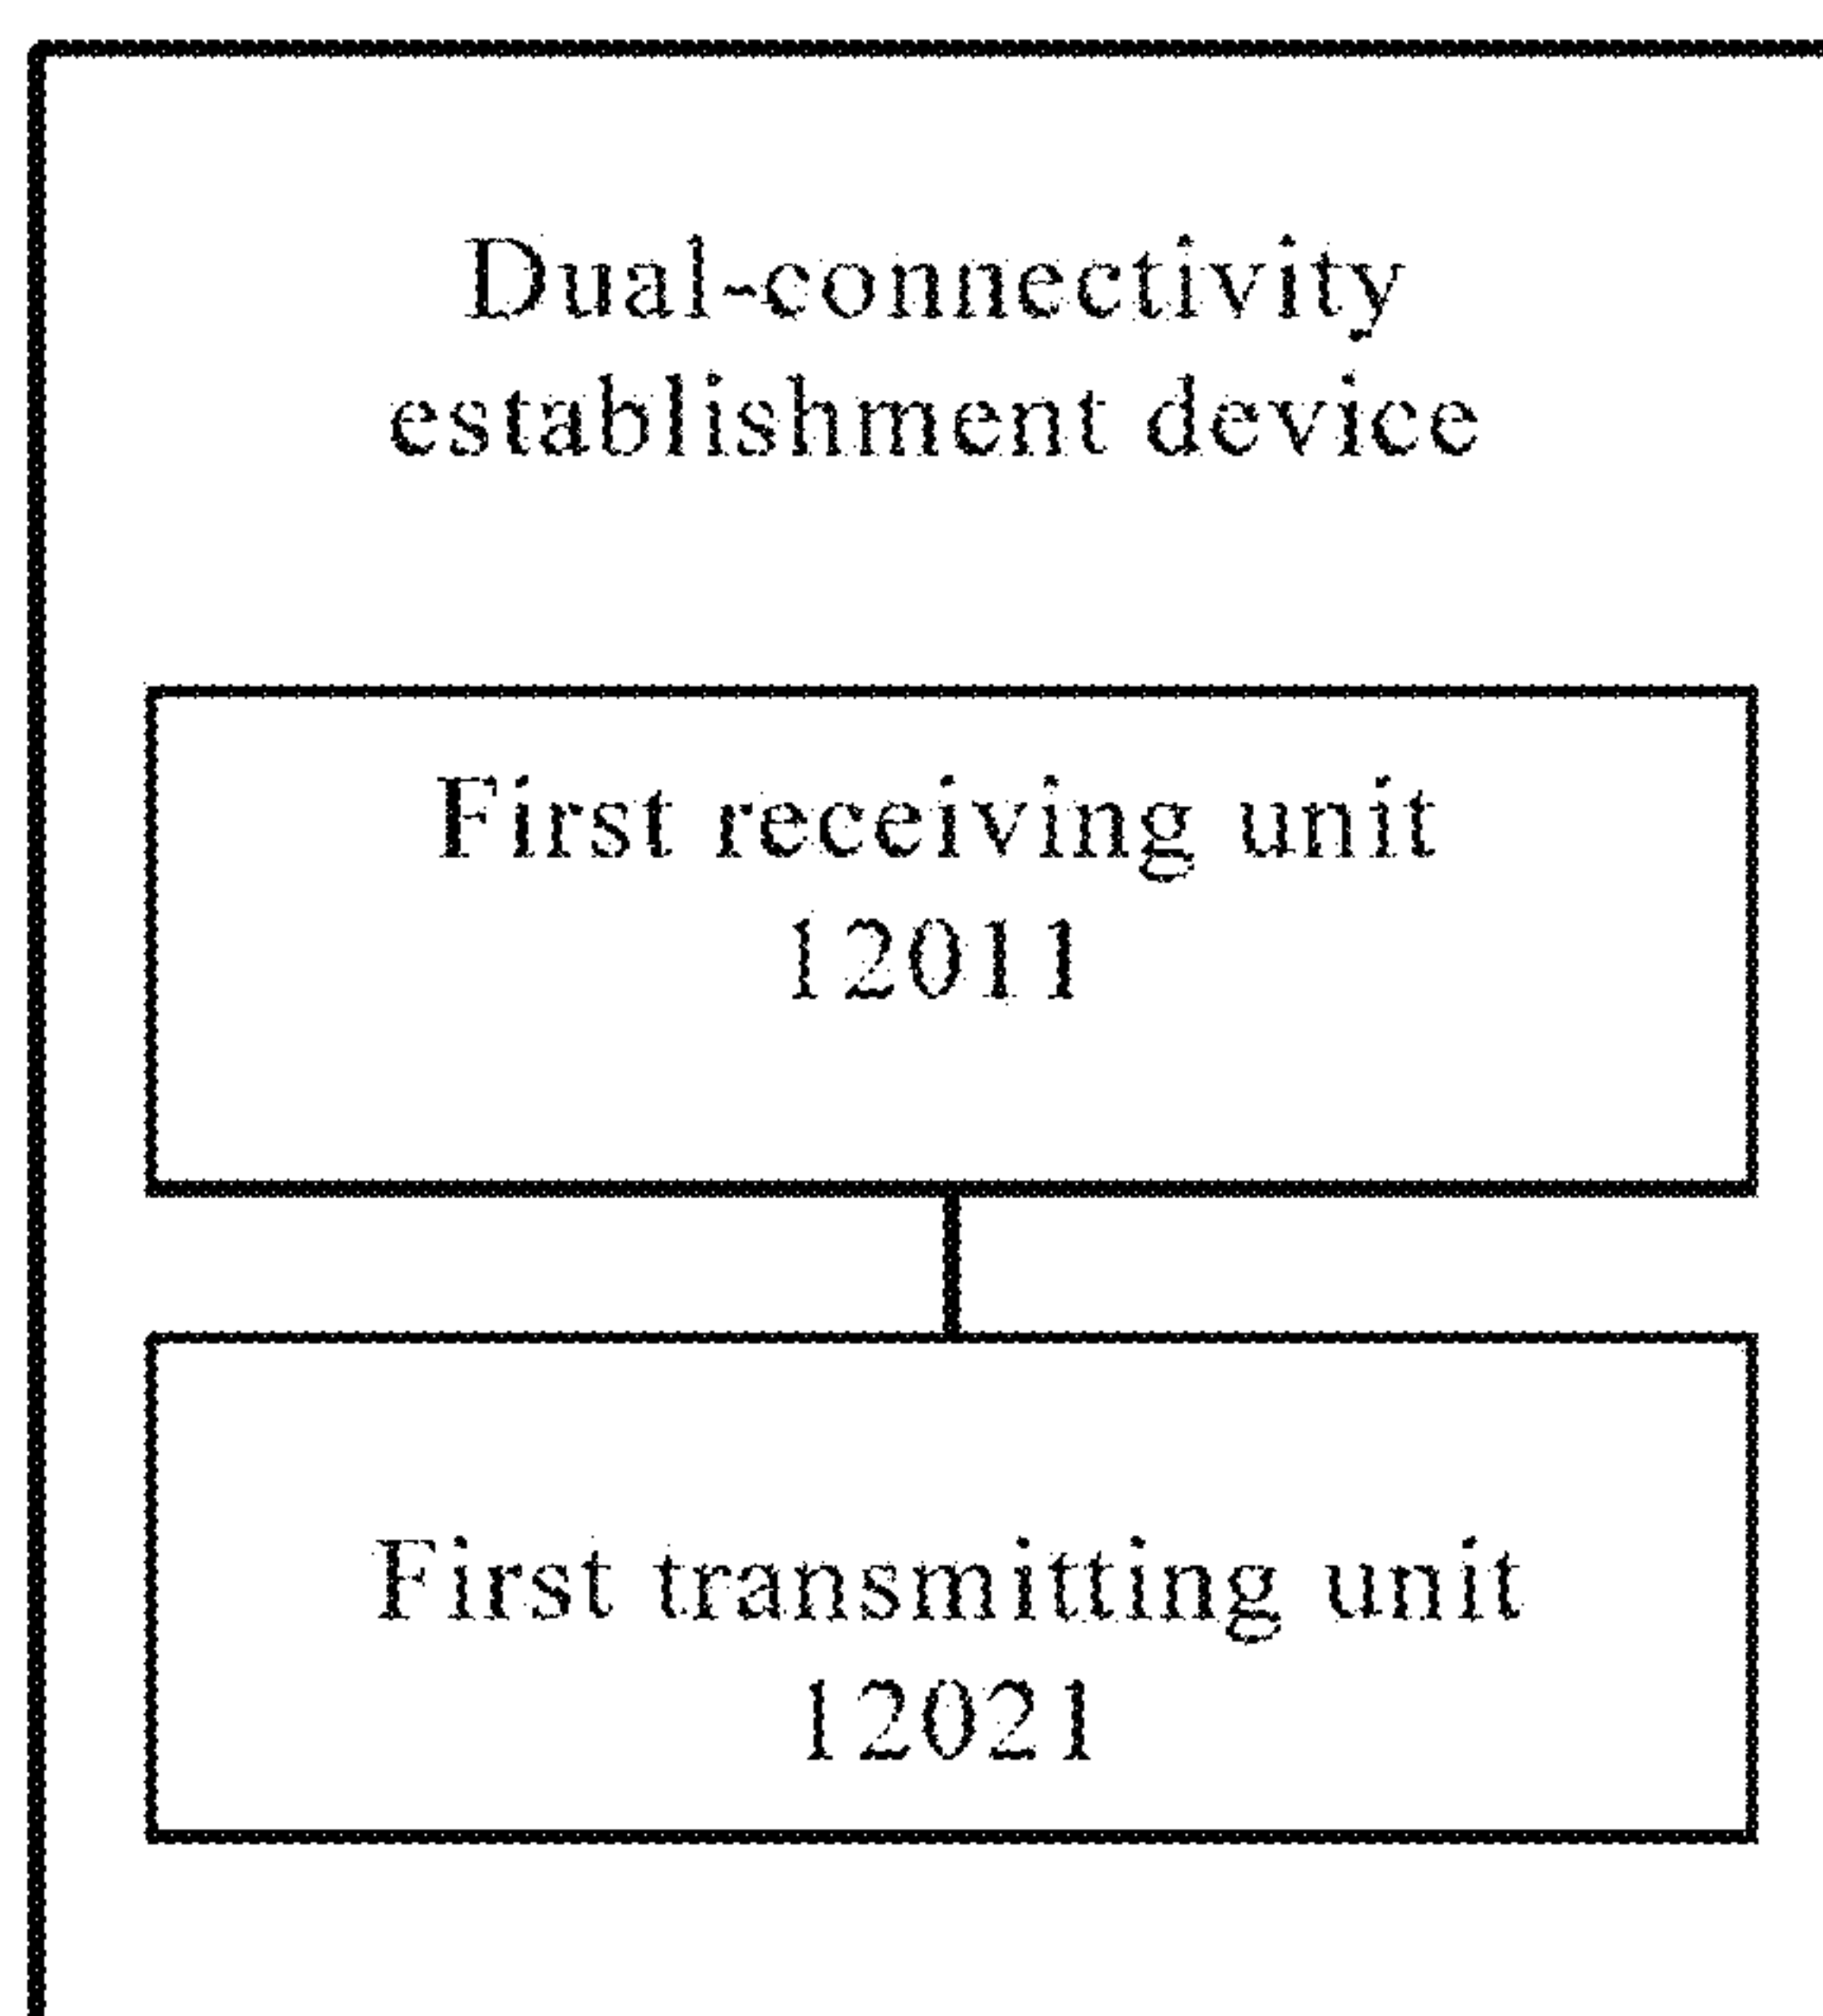 Dual-connectivity
establishment device
First receiving unit
12011
First transmitting unit
12021